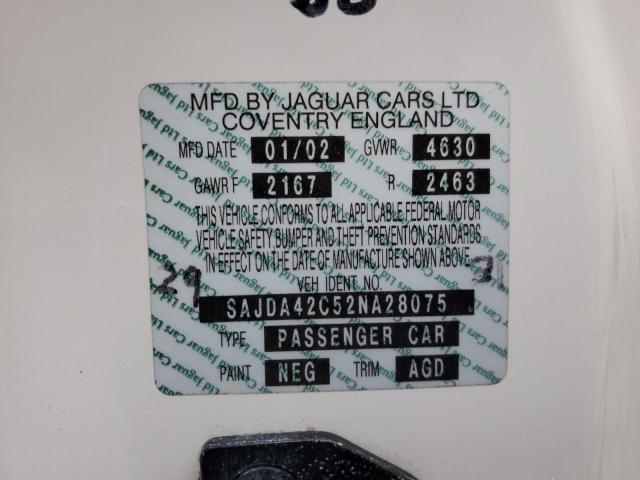 MFD BY JAGUAR CARS LTD
COVENTRY ENGLAND
MFD DATE 01/02 GVWR 4630
GAWR F 2167 R 2463
THIS VEHICLE CONFORMS TO ALL APPLICABLE FEDERAL MOTOR
VEHICLE SAFETY BUMPER AND THEFT PREVENTION STANDARDS
IN EFFECT ON THE DATE OF MANUFACTURE SHOWN ABOVE
29 31
VEH IDENT NO.
SAJDA42C52NA28075
TYPE PASSENGER CAR
PAINT NEG TRIM AGD